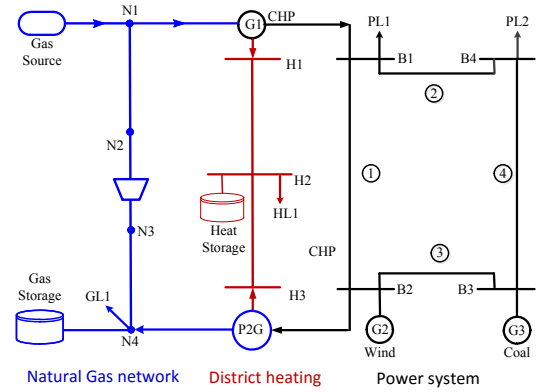 N1
G1
CHP
PL1
PL2
Gas
Source
H1
B1
B4
2
N2
H2
1
4
HL1
Heat
Storage
N3
CHP
3
Gas
Storage
GL1
H3
B2
B3
N4
P2G
G2
G3
Wind
Coal
Natural Gas network
District heating
Power system